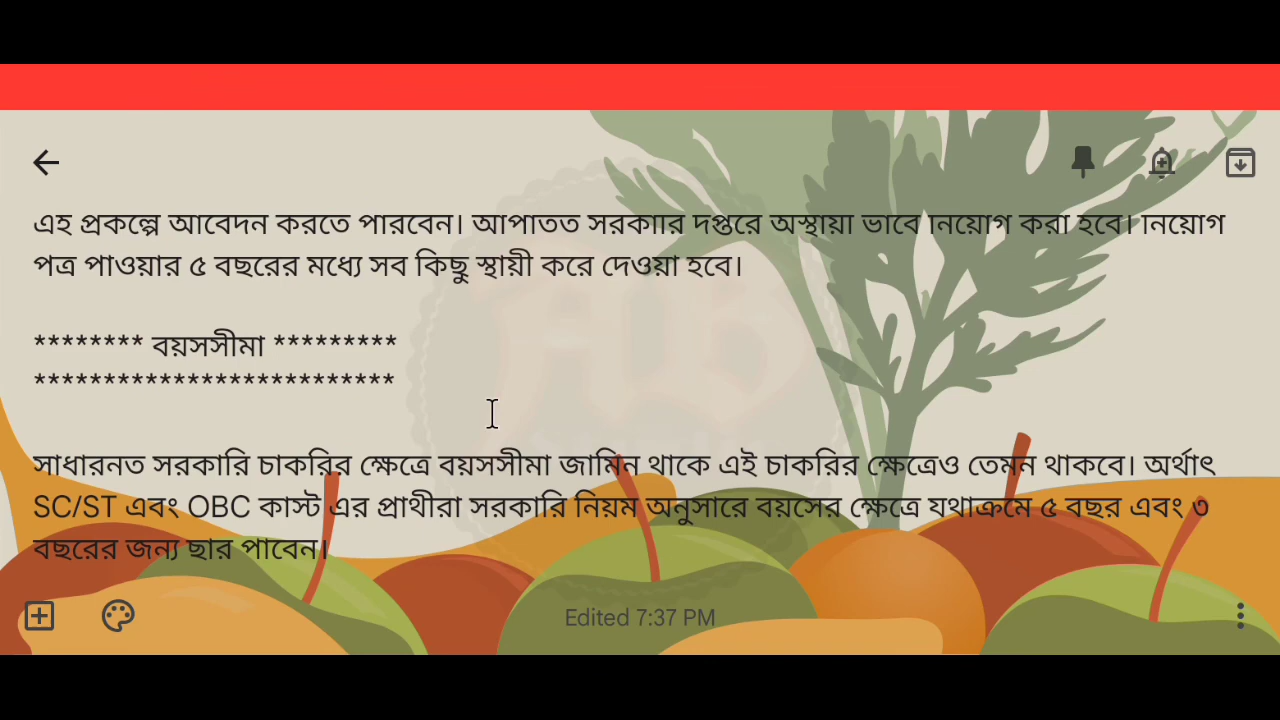 এই প্রকল্পে আবেদন করতে পারবেন। আপাতত সরকারি দপ্তরে অস্থায়ী ভাবে নিয়োগ করা হবে। নিয়োগ
পত্র পাওয়ার ৫ বছরের মধ্যে সব কিছু স্থায়ী করে দেওয়া হবে।
******** বয়সসীমা *********
**************************
সাধারনত সরকারি চাকরির ক্ষেত্রে বয়সসীমা জামিন থাকে এই চাকরির ক্ষেত্রেও তেমন থাকবে। অর্থাৎ
SC/ST এবং OBC কাস্ট এর প্রাথীরা সরকারি নিয়ম অনুসারে বয়সের ক্ষেত্রে যথাক্রমে ৫ বছর এবং ৩
বছরের জন্য ছার পাবেন।
Edited 7:37 PM